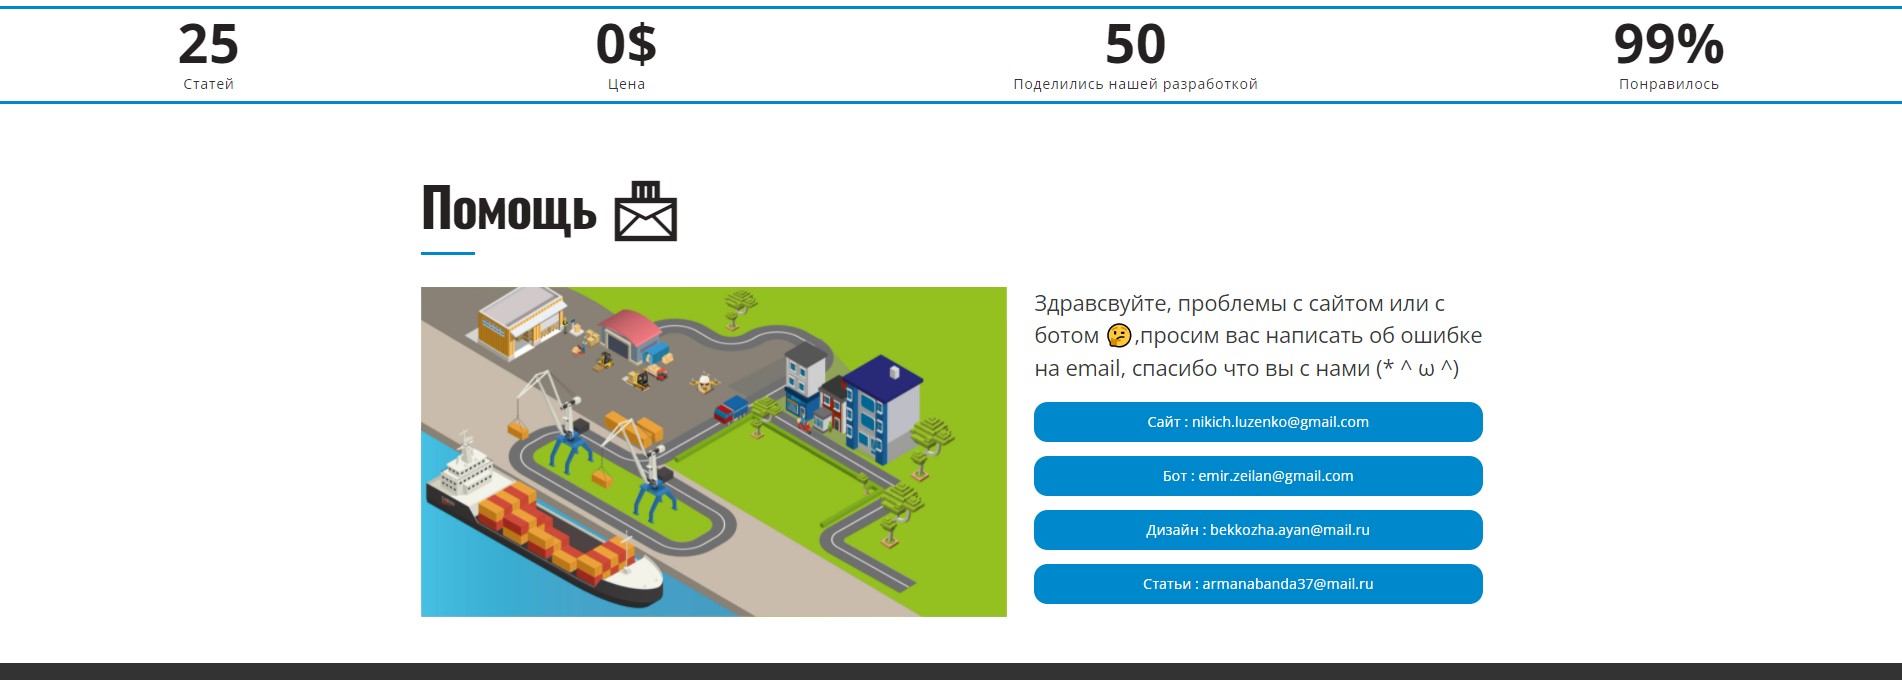 25
Статей
0$
Цена
50
Поделились нашей разработкой
99%
Понравилось
Помощь
Здравсвуйте, проблемы с сайтом или с
ботом 🤔,просим вас написать об ошибке
на email, спасибо что вы с нами (* ^ ω ^)
Сайт : nikich.luzenko@gmail.com
Бот : emir.zeilan@gmail.com
Дизайн : bekkozha.ayan@mail.ru
Статьи : armanabanda37@mail.ru